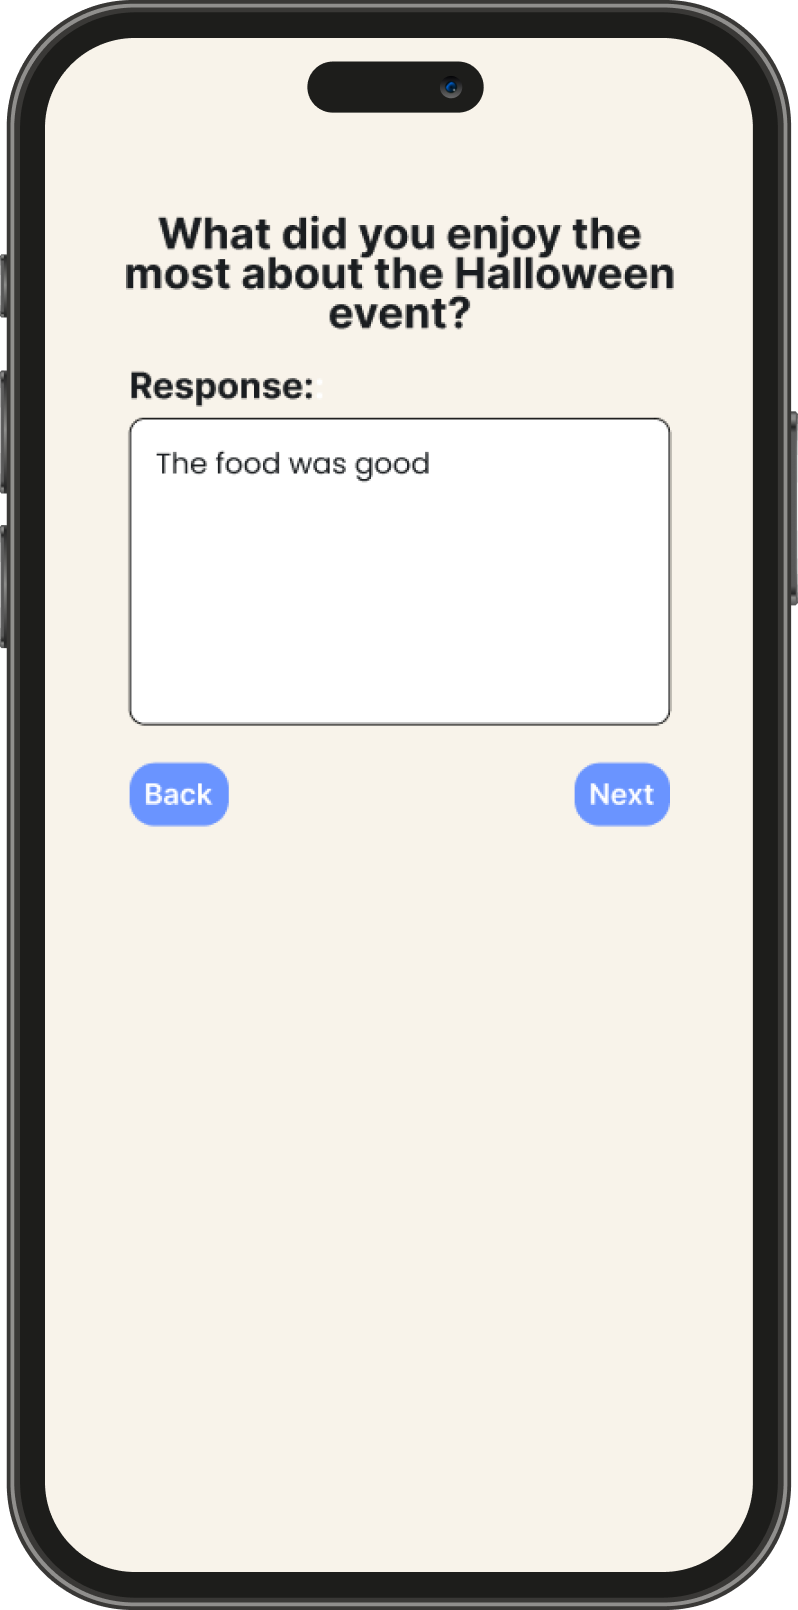 What did you enjoy the
most about the Halloween
event?
Response:
The food was good
Back
Next